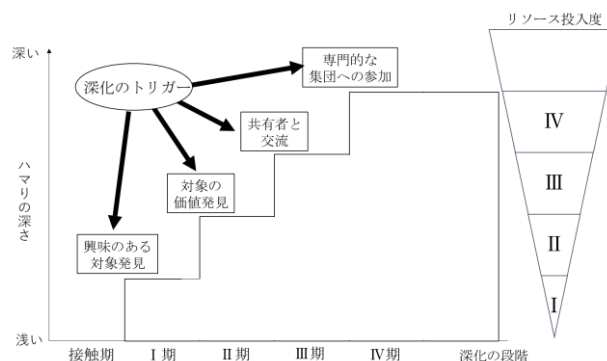 リソース投入度
深い
専門的な
集団への参加
深化のトリガー
共有者と
交流
対象の
価値発見
興味のある
対象発見
ハマりの深さ
浅い
接触期
Ⅰ期
Ⅱ期
Ⅲ期
Ⅳ期
深化の段階
Ⅳ
Ⅲ
Ⅱ
Ⅰ